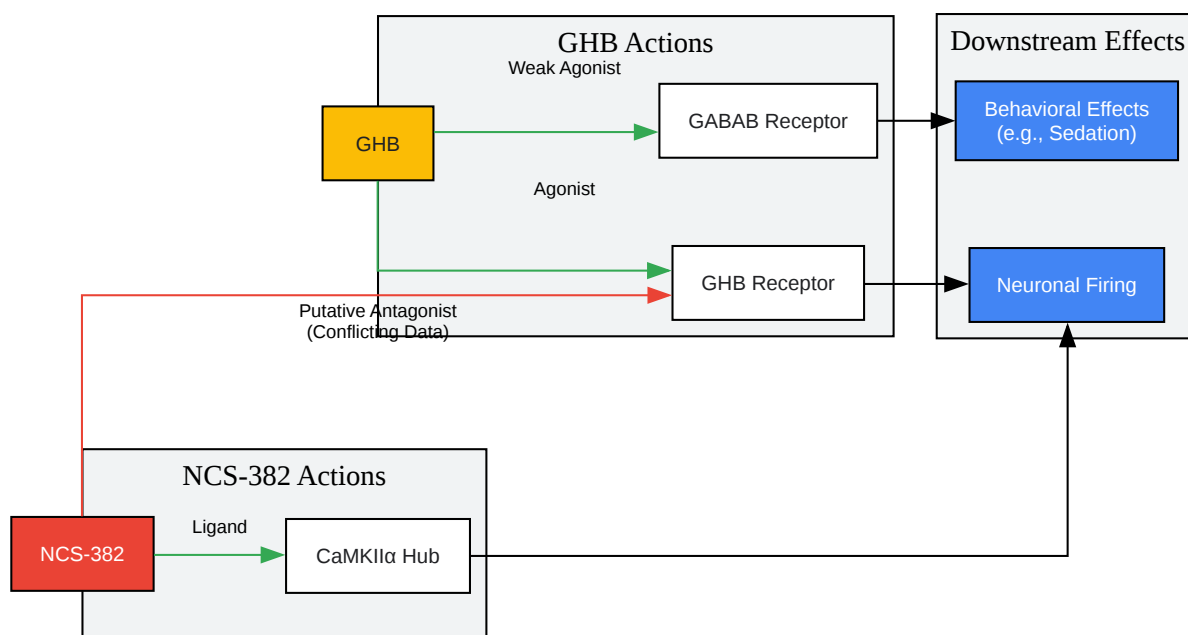 GHB Actions
Downstream Effects
Weak Agonist
GABAB Receptor
Behavioral Effects
(e.g., Sedation)
GHB
Agonist
GHB Receptor
Neuronal Firing
Putative Antagonist
(Conflicting Data)
NCS-382 Actions
Ligand
NCS-382
CaMKIIα Hub